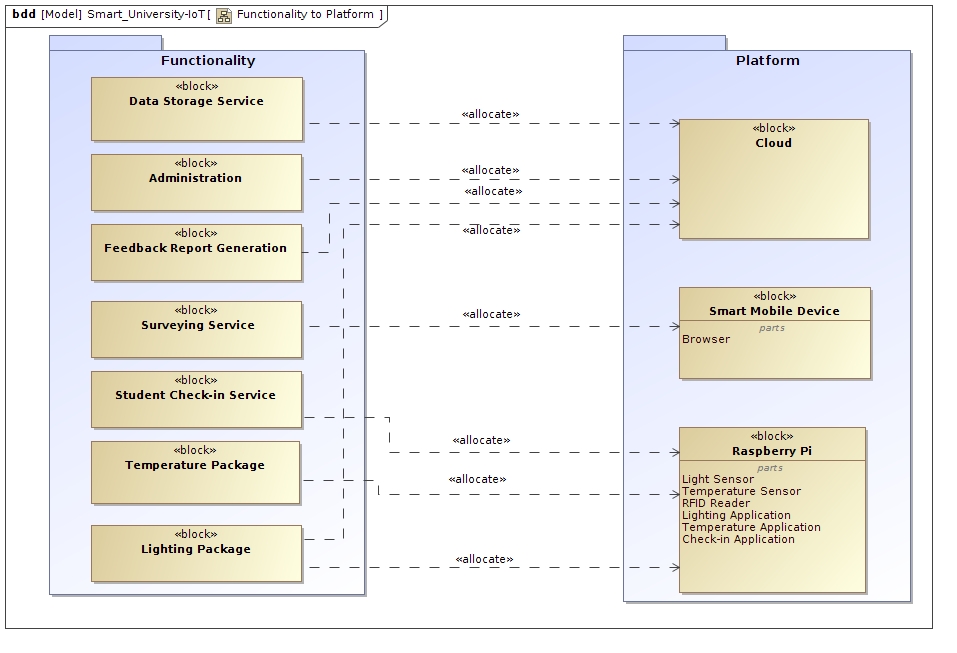 bdd [Model] Smart_University-IoT[ Functionality to Platform ]
Functionality
«block»
Data Storage Service
«block»
Administration
«block»
Feedback Report Generation
«block»
Surveying Service
«block»
Student Check-in Service
«block»
Temperature Package
«block»
Lighting Package
«allocate»
«allocate»
«allocate»
«allocate»
«allocate»
«allocate»
«allocate»
«allocate»
Platform
«block»
Cloud
«block»
Smart Mobile Device
parts
Browser
«block»
Raspberry Pi
parts
Light Sensor
Temperature Sensor
RFID Reader
Lighting Application
Temperature Application
Check-in Application